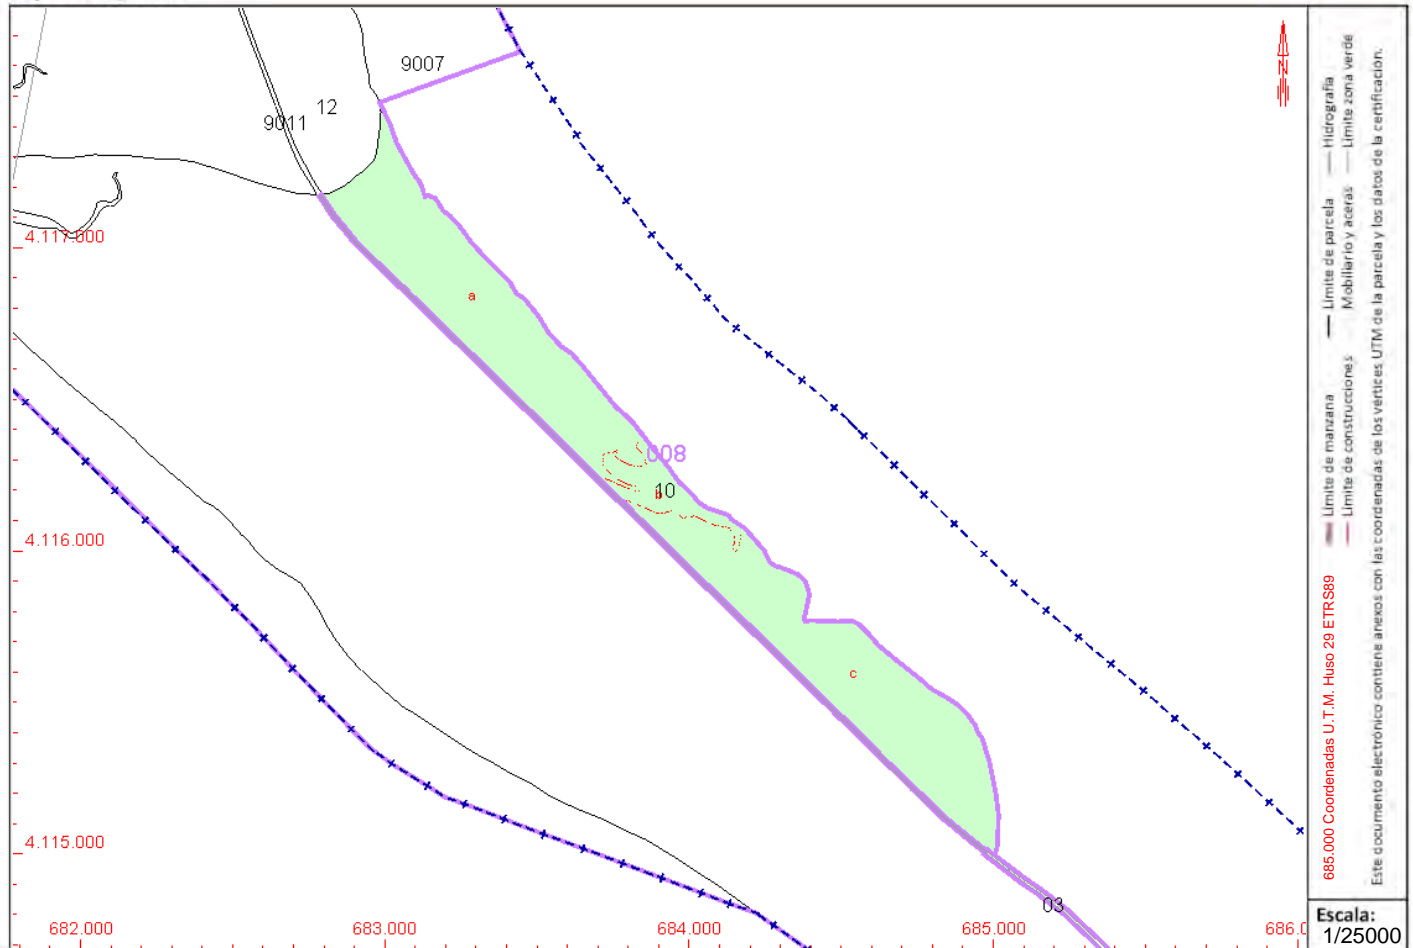 9007
12
9011
N
4.117.000
a
008
b
10
4.116.000
c
4.115.000
03
682.000
683.000
684.000
685.000
686.0
Límite de manzana
Límite de parcela
Hidrografía
Límite de construcciones
Mobiliario y aceras
Límite zona verde
685.000 Coordenadas U.T.M. Huso 29 ETRS89
Este documento electrónico contiene anexos con las coordenadas de los vértices UTM de la parcela y los datos de la certificación.
Escala:
1/25000